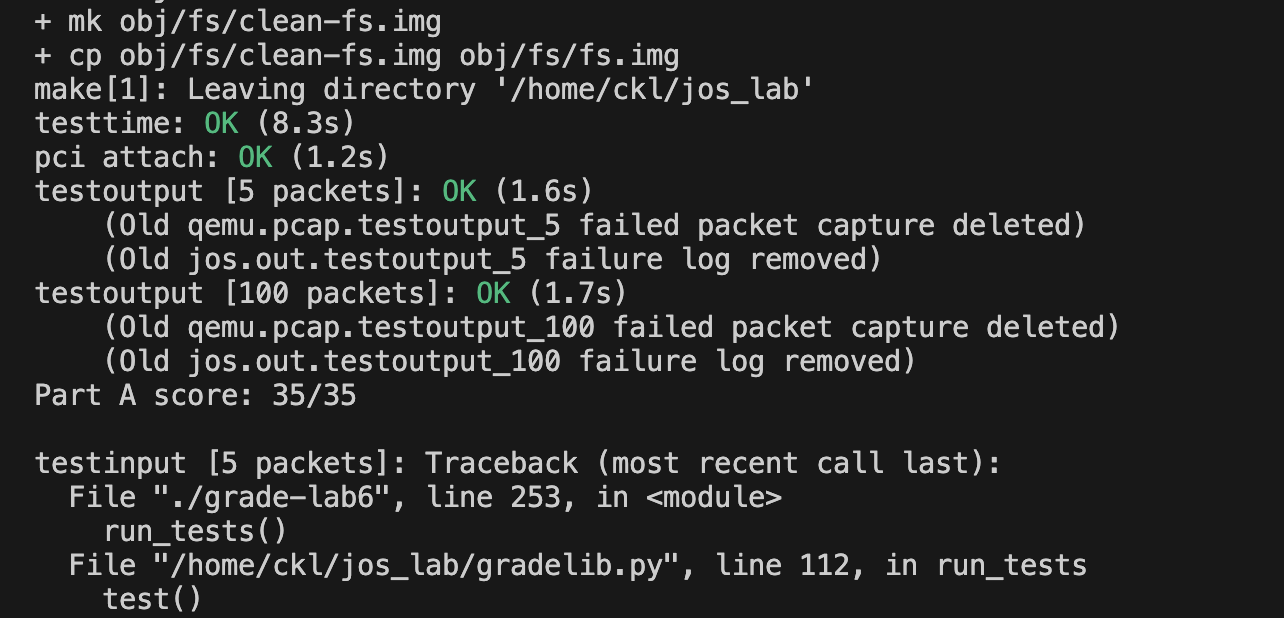 + mk obj/fs/clean-fs.img
+ cp obj/fs/clean-fs.img obj/fs/fs.img
make[1]: Leaving directory '/home/ckl/jos_lab'
testtime: OK (8.3s)
pci attach: OK (1.2s)
testoutput [5 packets]: OK (1.6s)
    (Old qemu.pcap.testoutput_5 failed packet capture deleted)
    (Old jos.out.testoutput_5 failure log removed)
testoutput [100 packets]: OK (1.7s)
    (Old qemu.pcap.testoutput_100 failed packet capture deleted)
    (Old jos.out.testoutput_100 failure log removed)
Part A score: 35/35

testinput [5 packets]: Traceback (most recent call last):
  File "./grade-lab6", line 253, in <module>
    run_tests()
  File "/home/ckl/jos_lab/gradelib.py", line 112, in run_tests
    test()